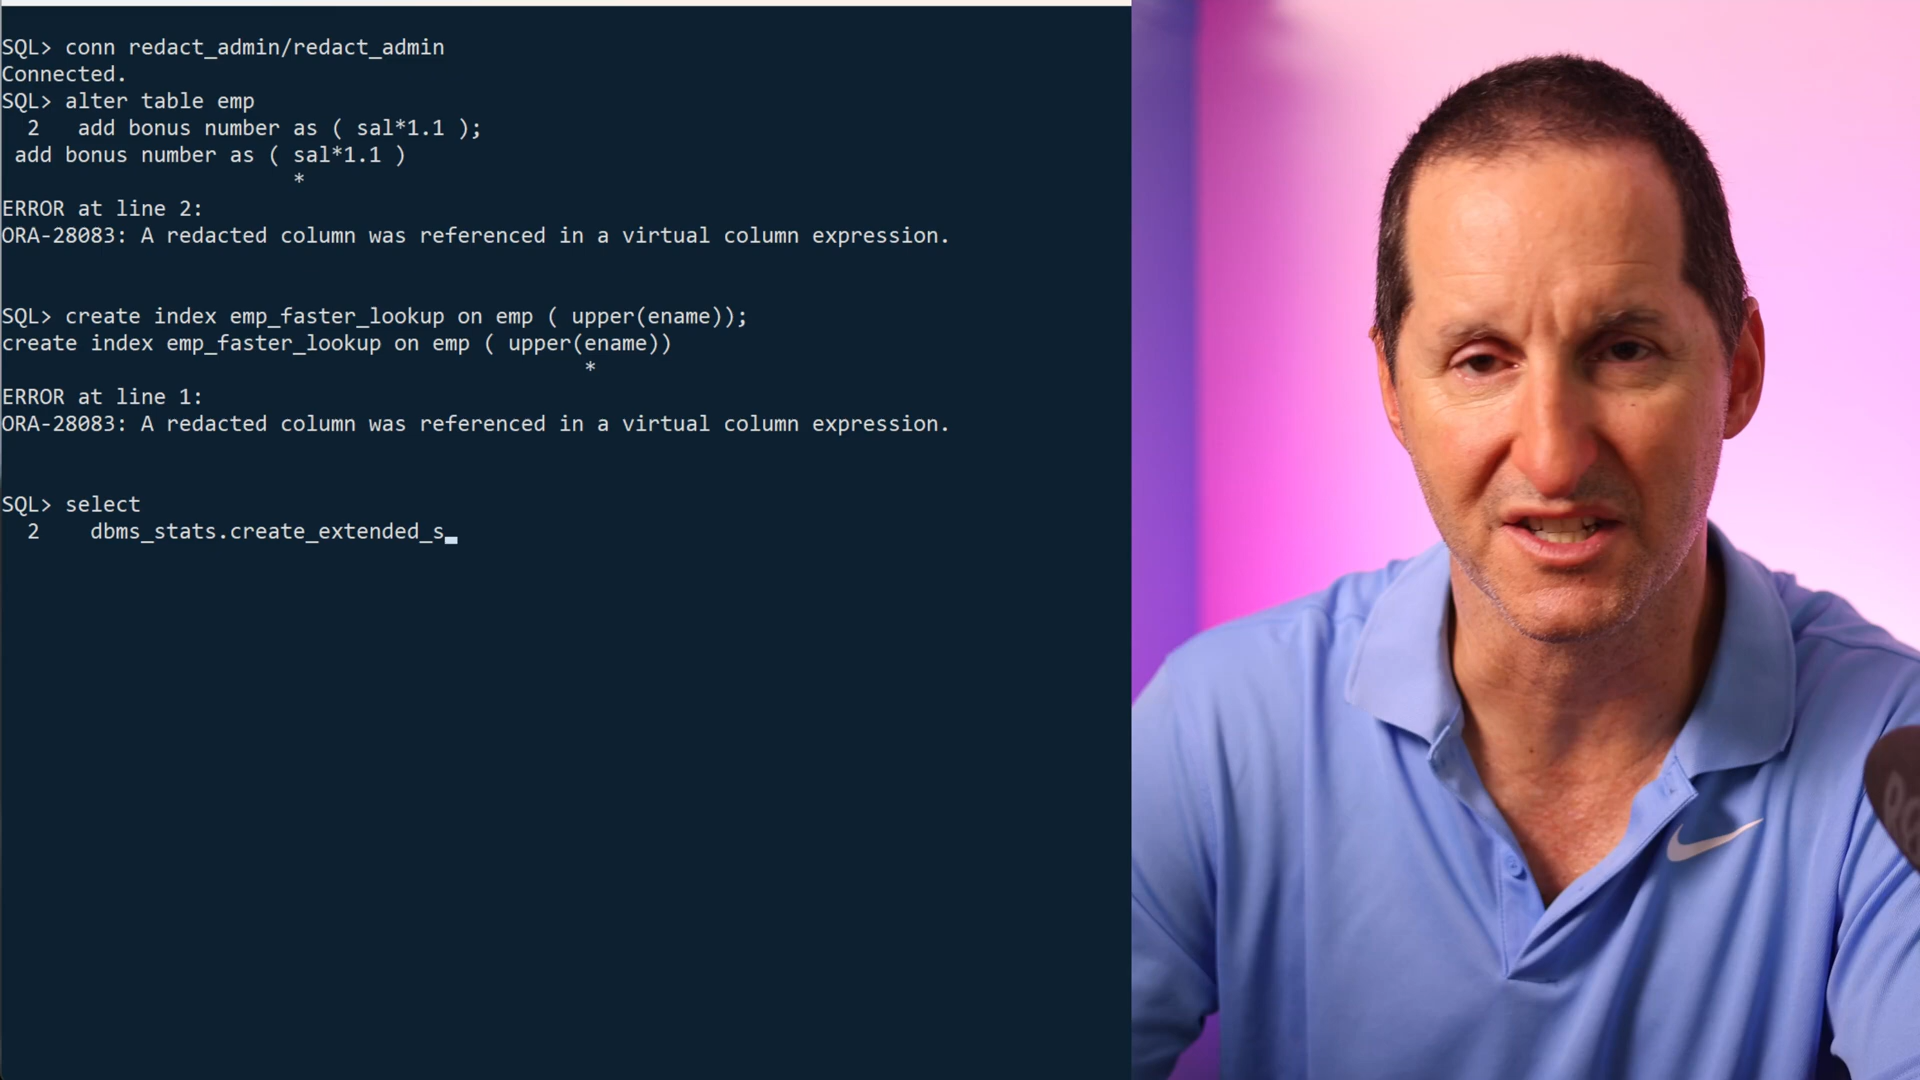 SQL> conn redact_admin/redact_admin
Connected.
SQL> alter table emp
  2   add bonus number as ( sal*1.1 );
 add bonus number as ( sal*1.1 )
                       *
ERROR at line 2:
ORA-28083: A redacted column was referenced in a virtual column expression.
SQL> create index emp_faster_lookup on emp ( upper(ename));
create index emp_faster_lookup on emp ( upper(ename))
                                              *
ERROR at line 1:
ORA-28083: A redacted column was referenced in a virtual column expression.
SQL> select
  2    dbms_stats.create_extended_s